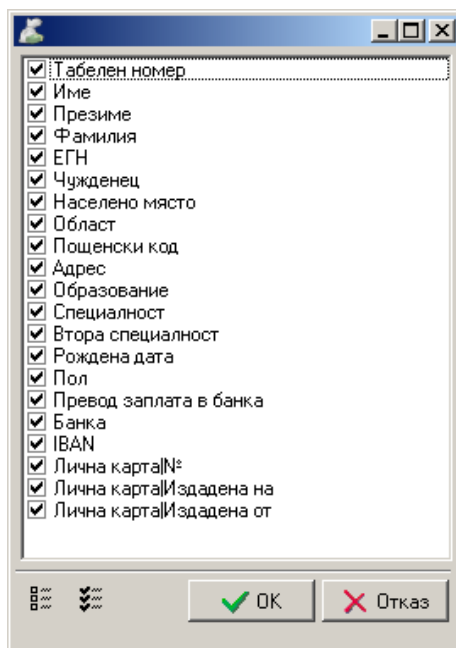 Табелен номер
Име
Презиме
Фамилия
ЕГН
Чужденец
Населено място
Област
Пощенски код
Адрес
Образование
Специалност
Втора специалност
Рождена дата
Пол
Превод заплата в банка
Банка
IBAN
Лична карта|№
Лична карта|Издадена на
Лична карта|Издадена от
OK Отказ